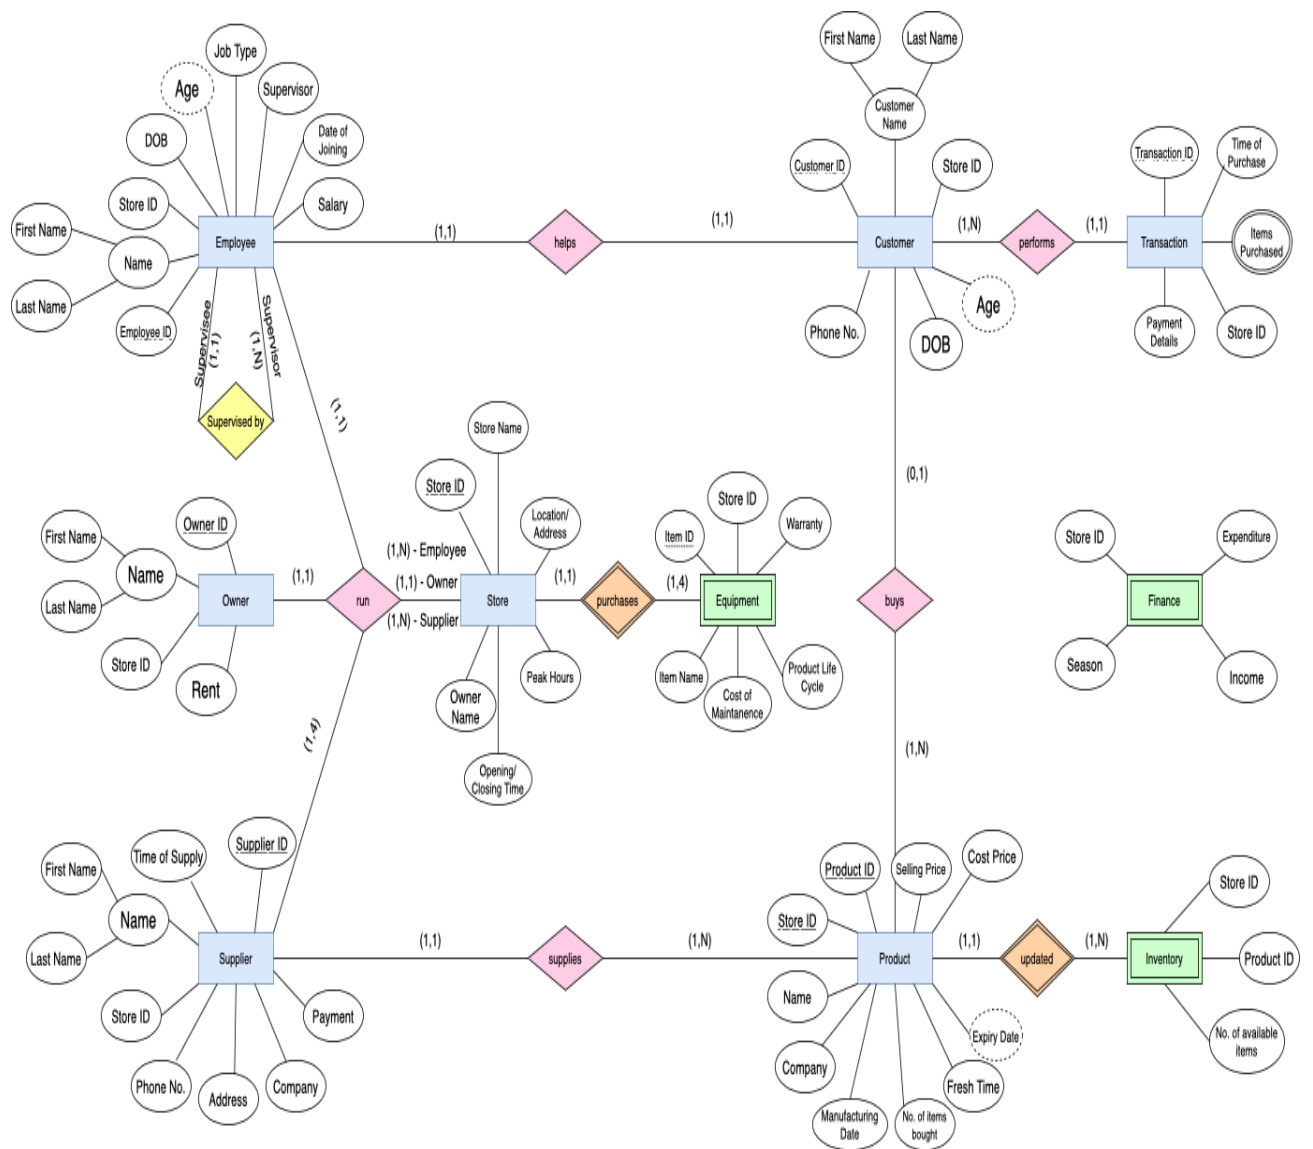 First Name
Last Name
Job Type
Age
Supervisor
Customer
Name
DOB
Date of
Joining
Customer ID
Store ID
Transaction ID
Time of
Purchase
Store ID
Salary
First Name
Name
Employee
(1,1)
helps
(1,1)
Customer
(1,N)
performs
(1,1)
Transaction
Items
Purchased
Last Name
Employee ID
Supervisee
(1,1)
Supervisor
(1,N)
Phone No.
DOB
Age
Payment
Details
Store ID
Supervised by
(1,1)
Store Name
Store ID
Location/
Address
(0,1)
Store ID
Item ID
Warranty
First Name
Owner ID
Name
Last Name
Store ID
Rent
Owner
(1,1)
run
(1,N) - Employee
(1,1) - Owner
(1,N) - Supplier
Store
(1,1)
purchases
(1,4)
Equipment
buys
Store ID
Expenditure
Finance
Season
Income
Owner
Name
Peak Hours
Item Name
Cost of
Maintanence
Product Life
Cycle
Opening/
Closing Time
(1,4)
(1,N)
First Name
Time of Supply
Supplier ID
Name
Last Name
Supplier
(1,1)
supplies
(1,N)
Product ID
Selling Price
Cost Price
Store ID
Product
(1,1)
updated
(1,N)
Inventory
Store ID
Product ID
No. of available
items
Store ID
Phone No.
Address
Company
Payment
Name
Company
Manufacturing
Date
No. of items
bought
Fresh Time
Expiry Date